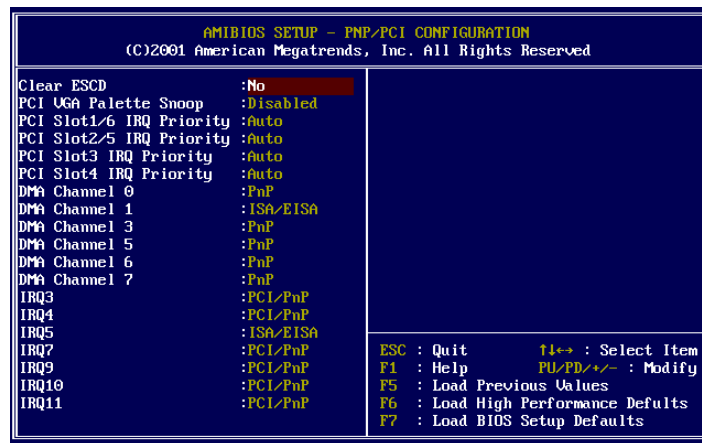 AMIBIOS SETUP - PNP/PCI CONFIGURATION
(C)2001 American Megatrends, Inc. All Rights Reserved
Clear ESCD :No
PCI VGA Palette Snoop :Disabled
PCI Slot1/6 IRQ Priority :Auto
PCI Slot2/5 IRQ Priority :Auto
PCI Slot3 IRQ Priority :Auto
PCI Slot4 IRQ Priority :Auto
DMA Channel 0 :PnP
DMA Channel 1 :ISA/EISA
DMA Channel 3 :PnP
DMA Channel 5 :PnP
DMA Channel 6 :PnP
DMA Channel 7 :PnP
IRQ3 :PCI/PnP
IRQ4 :PCI/PnP
IRQ5 :ISA/EISA
IRQ7 :PCI/PnP
IRQ9 :PCI/PnP
IRQ10 :PCI/PnP
IRQ11 :PCI/PnP
ESC : Quit ↑↓←→ : Select Item
F1 : Help PU/PD/+/- : Modify
F5 : Load Previous Values
F6 : Load High Performance Defults
F7 : Load BIOS Setup Defaults